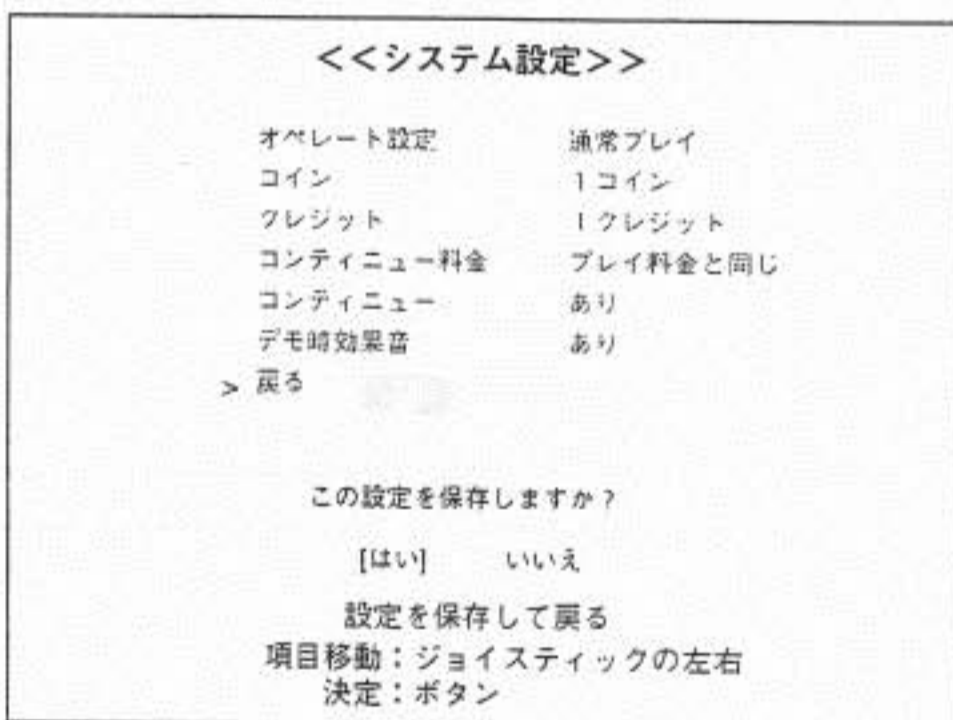 <<システム設定>>
オペレート設定 通常プレイ
コイン 1コイン
クレジット 1クレジット
コンティニュー料金 プレイ料金と同じ
コンティニュー あり
デモ時効果音 あり
> 戻る
この設定を保存しますか?
[はい] いいえ
設定を保存して戻る
項目移動:ジョイスティックの左右
決定:ボタン